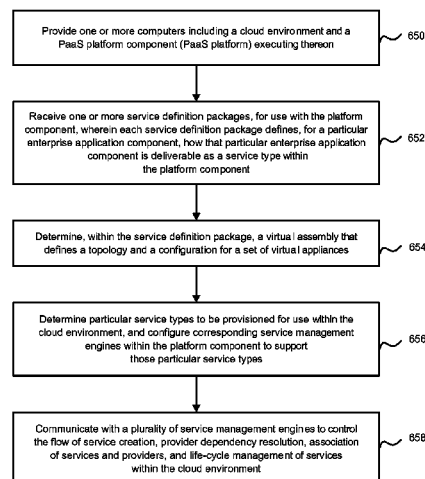 Provide one or more computers including a cloud environment and a
PaaS platform component (PaaS platform) executing thereon
650
Receive one or more service definition packages, for use with the platform
component, wherein each service definition package defines, for a particular
enterprise application component, how that particular enterprise application
component is deliverable as a service type within
the platform component
652
Determine, within the service definition package, a virtual assembly that
defines a topology and a configuration for a set of virtual appliances
654
Determine particular service types to be provisioned for use within the
cloud environment, and configure corresponding service management
engines within the platform component to support
those particular service types
656
Communicate with a plurality of service management engines to control
the flow of service creation, provider dependency resolution, association
of services and providers, and life-cycle management of services
within the cloud environment
658